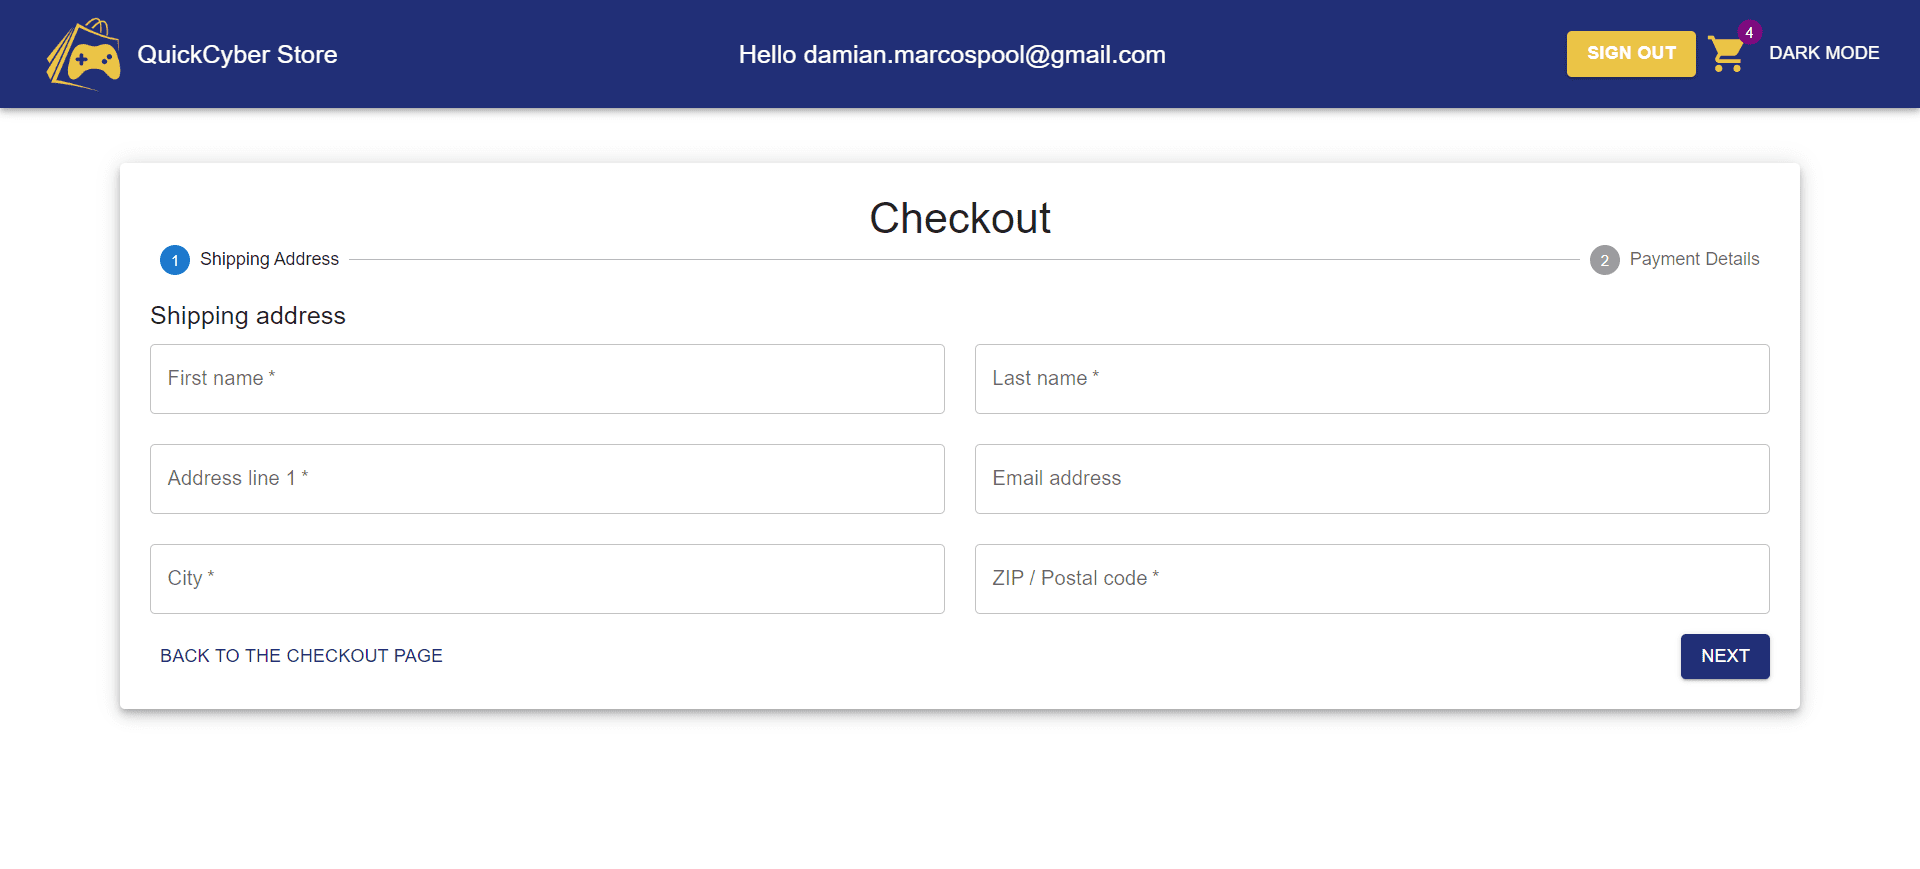 QuickCyber Store
Hello damian.marcospool@gmail.com
SIGN OUT
4
DARK MODE
Checkout
1 Shipping Address
2 Payment Details
Shipping address
First name *
Last name *
Address line 1 *
Email address
City *
ZIP / Postal code *
BACK TO THE CHECKOUT PAGE
NEXT